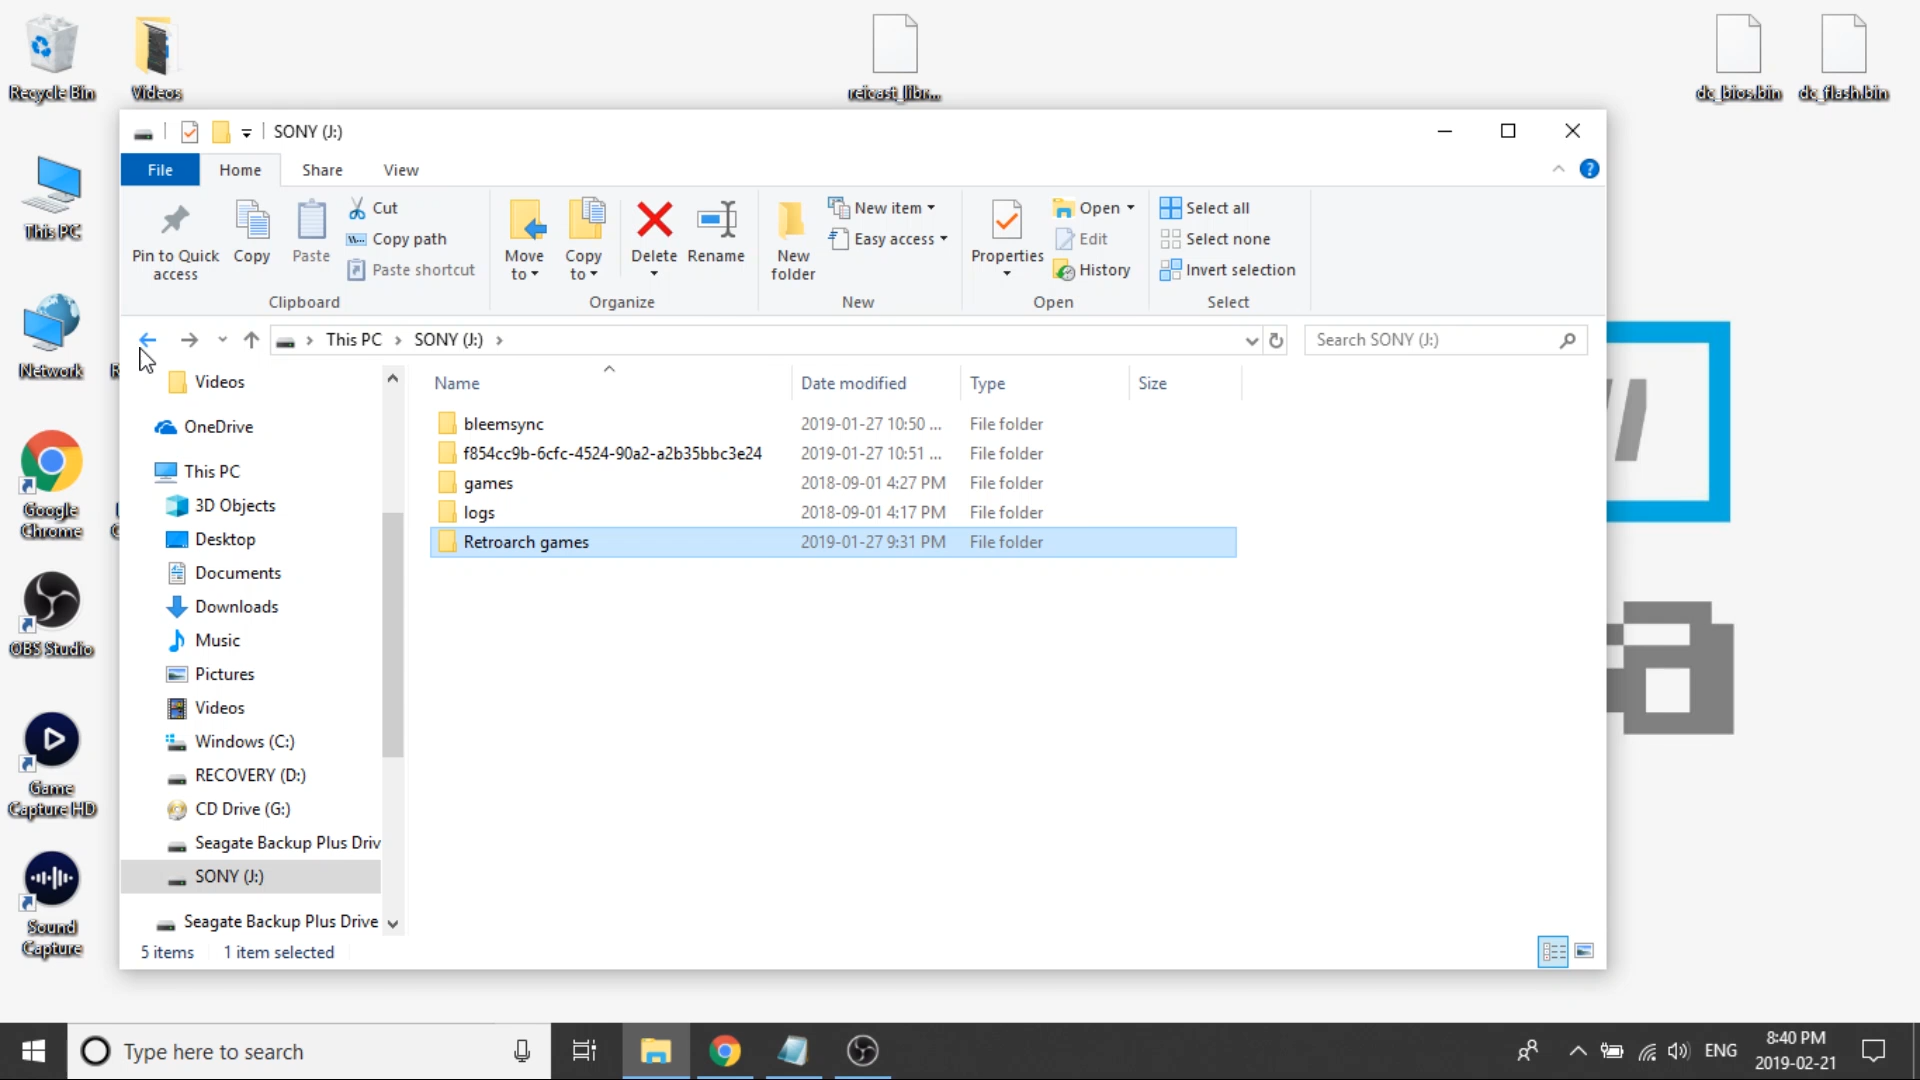 Recycle Bin
Videos
reicast_libr...
dc_bios.bin
dc_flash.bin
SONY (J:)
File
Home
Share
View
Pin to Quick
access
Copy
Paste
Cut
Copy path
Paste shortcut
Clipboard
Move
to
Copy
to
Delete
Rename
Organize
New
folder
New item
Easy access
New
Properties
Open
Edit
History
Open
Select all
Select none
Invert selection
Select
This PC
SONY (J:)
Search SONY (J:)
This PC
Network
Google
Chrome
OBS Studio
Game
Capture HD
Sound
Capture
Videos
OneDrive
This PC
3D Objects
Desktop
Documents
Downloads
Music
Pictures
Videos
Windows (C:)
RECOVERY (D:)
CD Drive (G:)
Seagate Backup Plus Driv
SONY (J:)
Seagate Backup Plus Drive
Name
Date modified
Type
Size
bleemsync
2019-01-27 10:50 ...
File folder
f854cc9b-6cfc-4524-90a2-a2b35bbc3e24
2019-01-27 10:51 ...
File folder
games
2018-09-01 4:27 PM
File folder
logs
2018-09-01 4:17 PM
File folder
Retroarch games
2019-01-27 9:31 PM
File folder
5 items
1 item selected
Type here to search
ENG
8:40 PM
2019-02-21